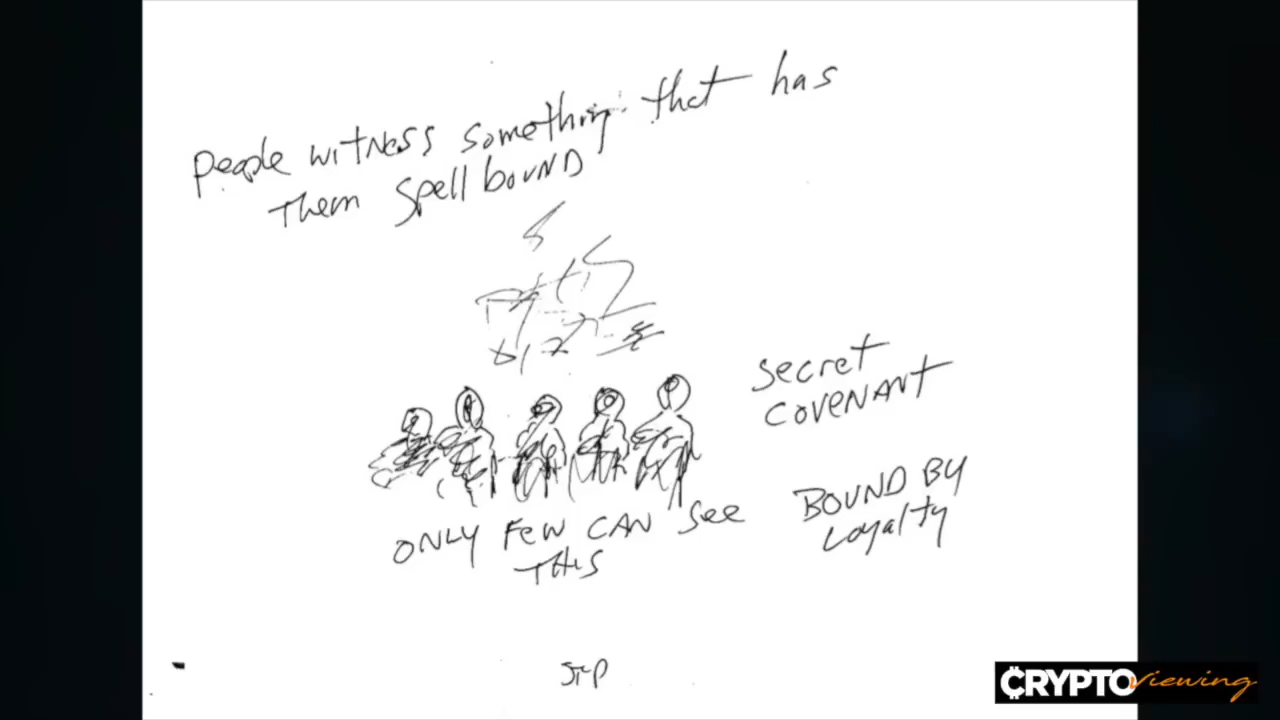 People witness something that has
Them Spellbound
Secret
COVENANT
BOUND BY
Loyalty
ONLY FEW CAN See
THIS
CRYPTOviewing